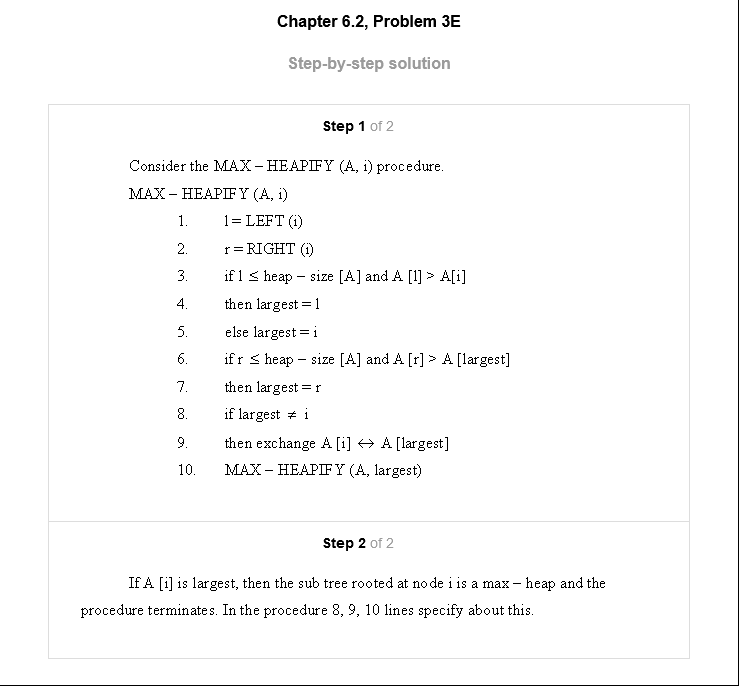 Chapter 6.2, Problem 3E
Step-by-step solution
Step 1 of 2
Consider the MAX – HEAPIFY (A, i) procedure.
MAX – HEAPIFY (A, i)
1. l = LEFT (i)
2. r = RIGHT (i)
3. if l ≤ heap – size [A] and A [l] > A[i]
4. then largest = l
5. else largest = i
6. if r ≤ heap – size [A] and A [r] > A [largest]
7. then largest = r
8. if largest ≠ i
9. then exchange A [i] ↔ A [largest]
10. MAX – HEAPIFY (A, largest)
Step 2 of 2
If A [i] is largest, then the sub tree rooted at node i is a max – heap and the
procedure terminates. In the procedure 8, 9, 10 lines specify about this.